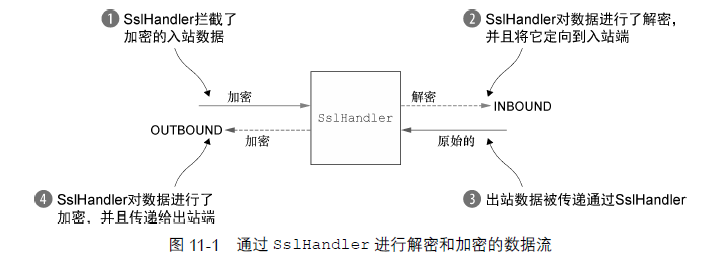 1 SslHandler拦截了
加密的入站数据
2 SslHandler对数据进行了解密，
并且将它定向到入站端
加密
解密
SslHandler
INBOUND
OUTBOUND
加密
原始的
4 SslHandler对数据进行了
加密，并且传递给出站端
3 出站数据被传递通过SslHandler
图 11-1 通过 SslHandler 进行解密和加密的数据流